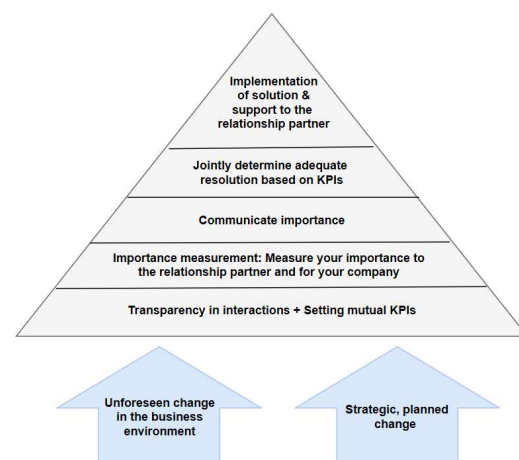 Implementation
of solution &
support to the
relationship partner
Jointly determine adequate
resolution based on KPIs
Communicate importance
Importance measurement: Measure your importance to
the relationship partner and for your company
Transparency in interactions + Setting mutual KPIs
Unforeseen change
in the business
environment
Strategic, planned
change